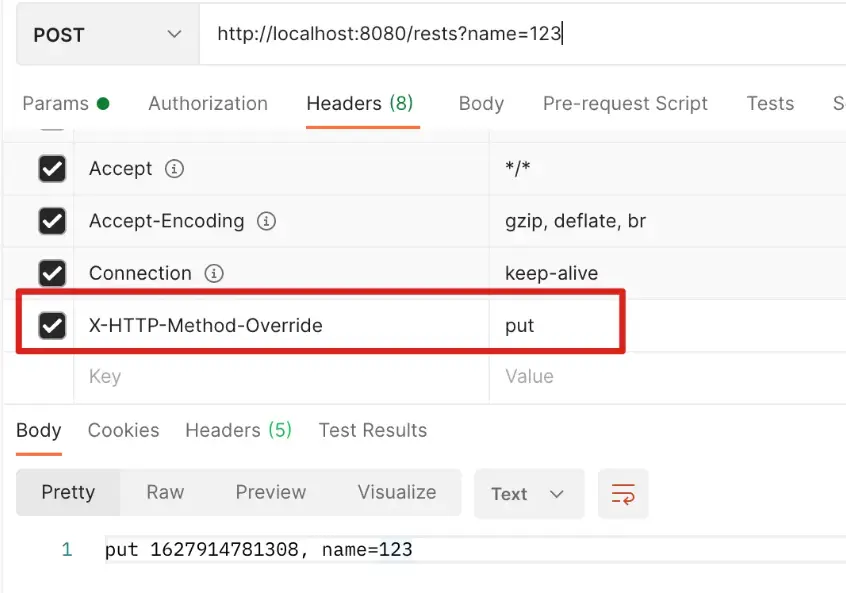 POST http://localhost:8080/rests?name=123
Params Authorization Headers (8) Body Pre-request Script Tests
Accept */*
Accept-Encoding gzip, deflate, br
Connection keep-alive
X-HTTP-Method-Override put
Key Value
Body Cookies Headers (5) Test Results
Pretty Raw Preview Visualize Text
1 put 1627914781308, name=123